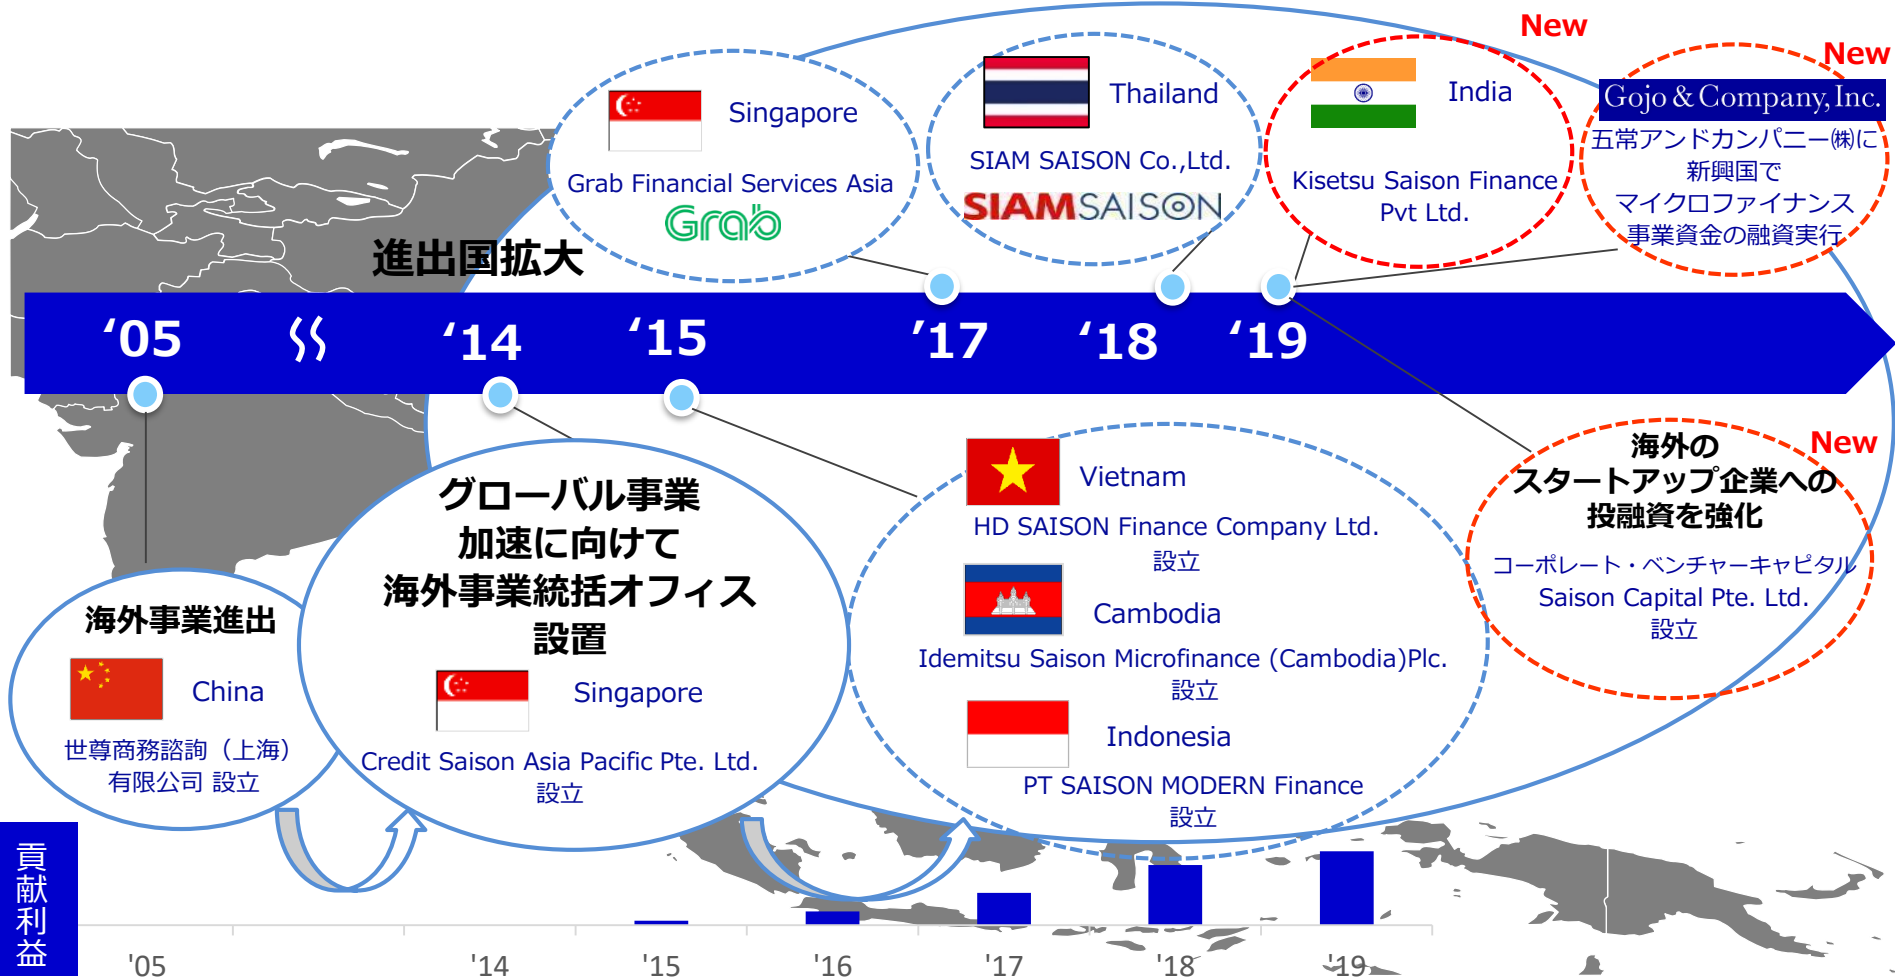 New
New
Singapore
Grab Financial Services Asia
Grab
Thailand
SIAM SAISON Co.,Ltd.
SIAMSAISON
India
Kisetsu Saison Finance
Pvt Ltd.
Gojo & Company, Inc.
五常アンドカンパニー㈱に
新興国で
マイクロファイナンス
事業資金の融資実行
進出国拡大
‘05
‘14
‘15
’17
‘18
‘19
海外事業進出
China
世尊商務諮詢（上海）
有限公司 設立
グローバル事業
加速に向けて
海外事業統括オフィス
設置
Singapore
Credit Saison Asia Pacific Pte. Ltd.
設立
Vietnam
HD SAISON Finance Company Ltd.
設立
Cambodia
Idemitsu Saison Microfinance (Cambodia)Plc.
設立
Indonesia
PT SAISON MODERN Finance
設立
New
海外の
スタートアップ企業への
投融資を強化
コーポレート・ベンチャーキャピタル
Saison Capital Pte. Ltd.
設立
貢献利益
'05
'14
'15
'16
'17
'18
'19